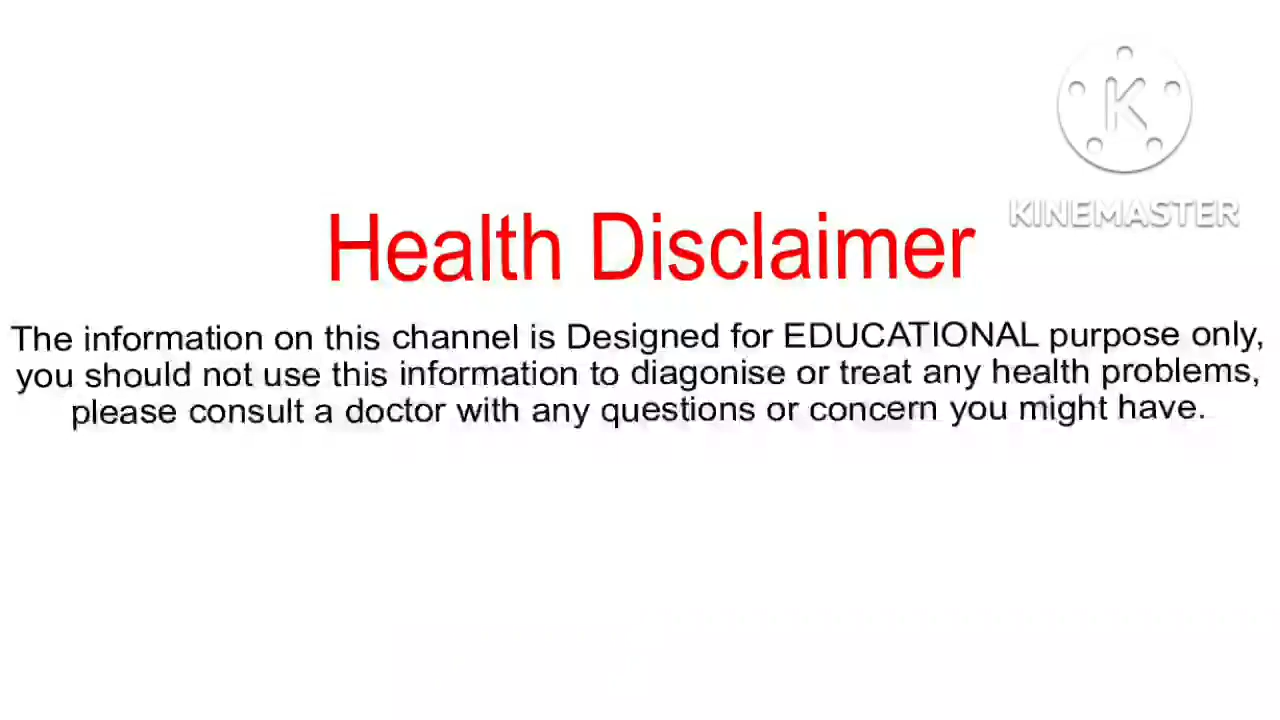 K
KINEMASTER
Health Disclaimer
The information on this channel is Designed for EDUCATIONAL purpose only,
you should not use this information to diagonise or treat any health problems,
please consult a doctor with any questions or concern you might have.